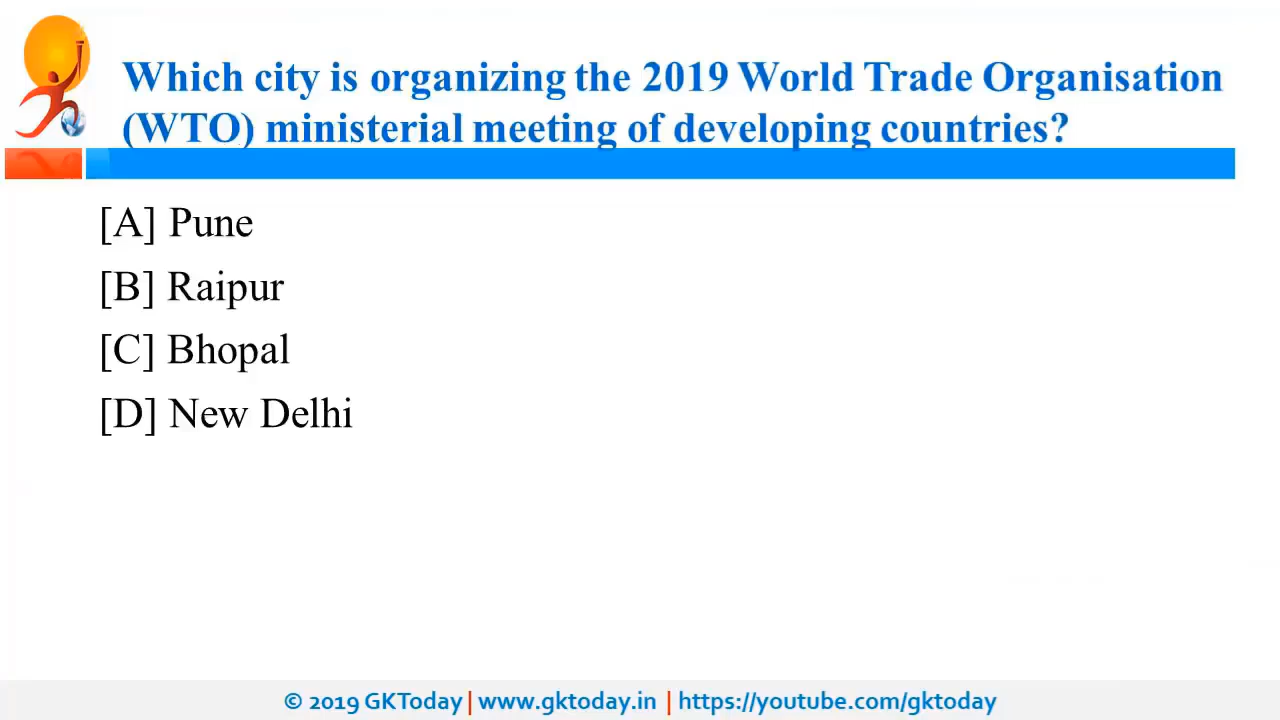 Which city is organizing the 2019 World Trade Organisation
(WTO) ministerial meeting of developing countries?
[A] Pune
[B] Raipur
[C] Bhopal
[D] New Delhi
© 2019 GKToday | www.gktoday.in | https://youtube.com/gktoday